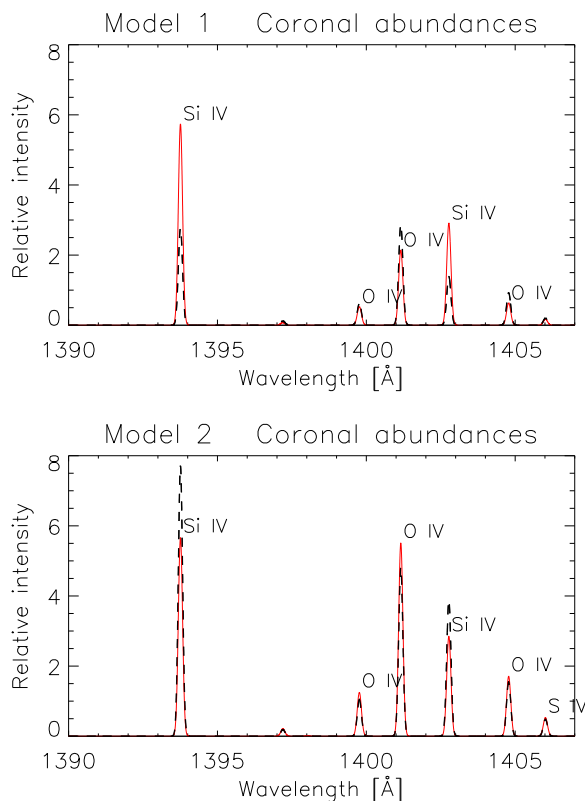 Model 1 Coronal abundances
8
Si IV
6
Relative intensity
4
Si IV
O IV
2
O IV
O IV
0
1390
1395
1400
1405
Wavelength [Å]
Model 2 Coronal abundances
8
Si IV
O IV
6
Relative intensity
4
Si IV
2
O IV
O IV
S IV
0
1390
1395
1400
1405
Wavelength [Å]